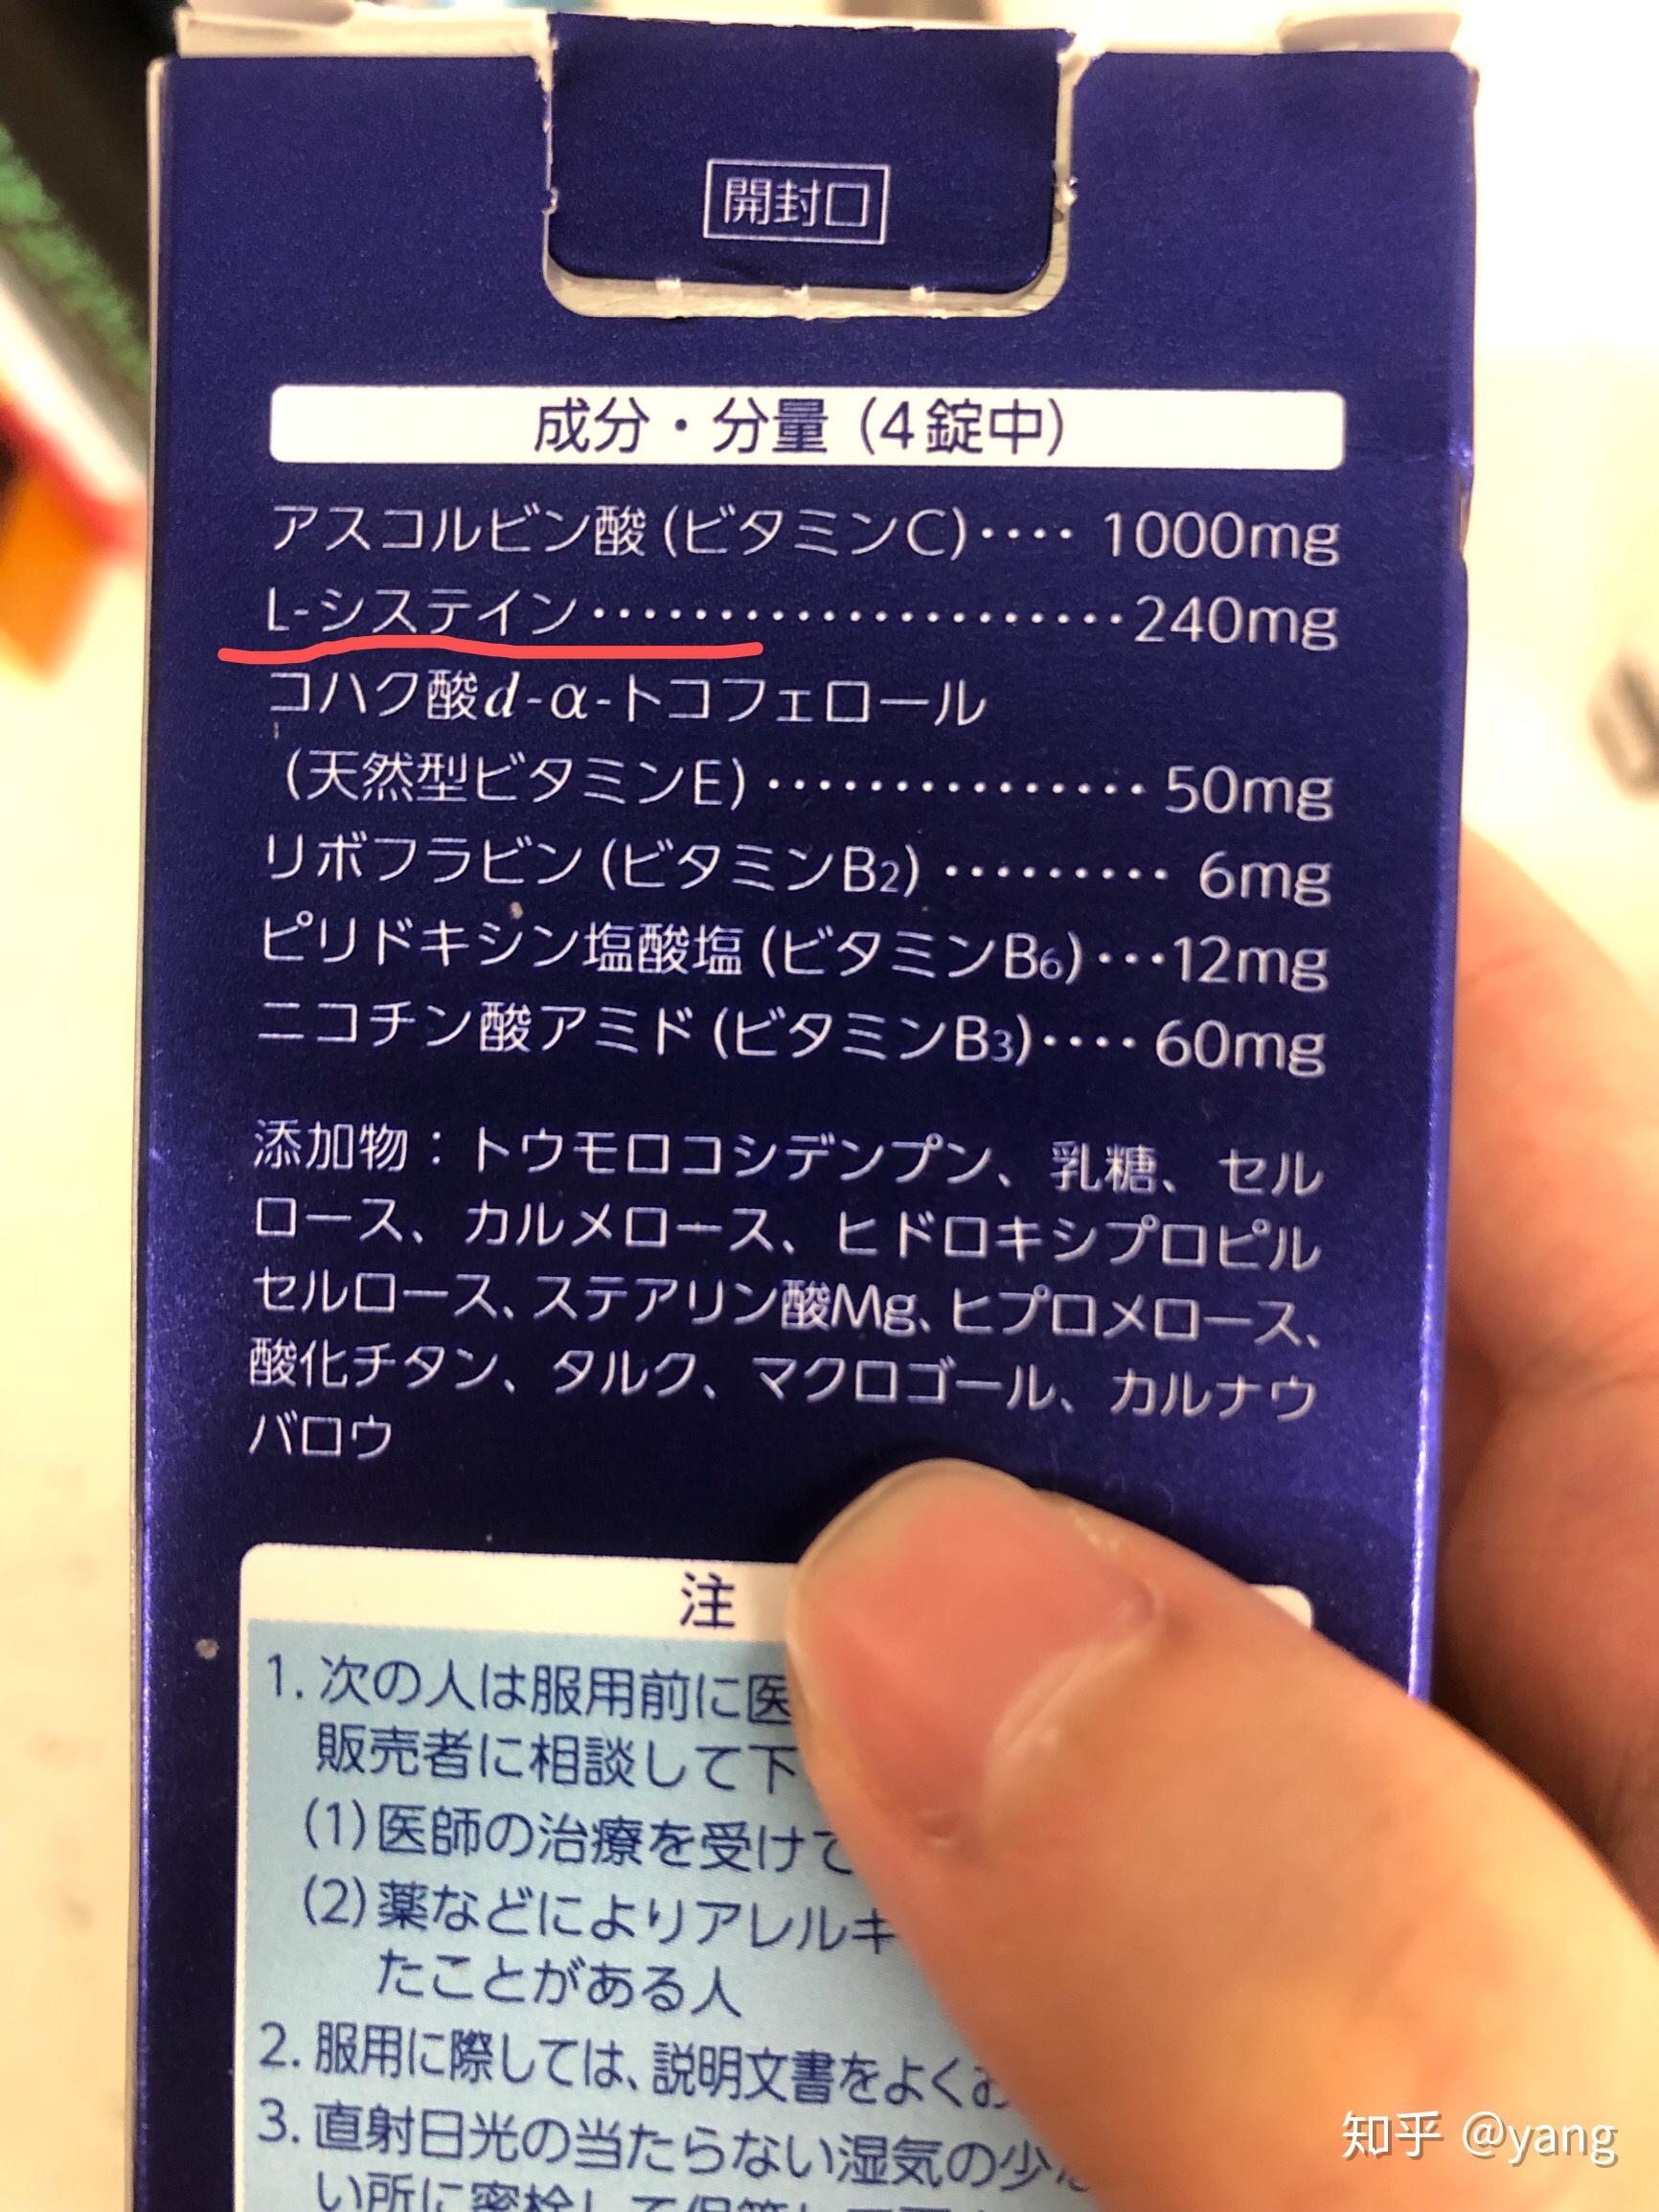 開封口
成分・分量（4錠中）
アスコルビン酸（ビタミンC）‥‥ 1000mg
L-システイン‥‥‥‥‥‥‥‥‥‥240mg
コハク酸d-α-トコフェロール
（天然型ビタミンE）‥‥‥‥‥‥‥ 50mg
リボフラビン（ビタミンB2）‥‥‥‥ 6mg
ピリドキシン塩酸塩（ビタミンB6）…12mg
ニコチン酸アミド（ビタミンB3）‥‥ 60mg
添加物：トウモロコシデンプン、乳糖、セル
ロース、カルメロース、ヒドロキシプロピル
セルロース、ステアリン酸Mg、ヒプロメロース、
酸化チタン、タルク、マクロゴール、カルナウ
バロウ
注
1. 次の人は服用前に医
販売者に相談して下
(1)医師の治療を受けて
(2)薬などによりアレルキ
たことがある人
2. 服用に際しては、説明文書をよくお
3. 直射日光の当たらない湿気の少
い所に密栓して保管して下
知乎 @yang